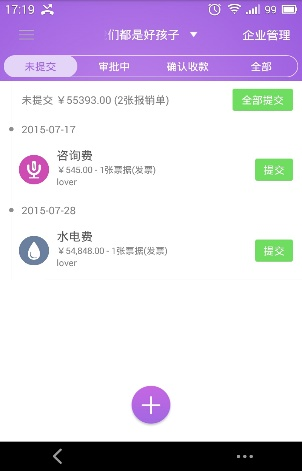 17:19 99
们都是好孩子 企业管理
未提交 审批中 确认收款 全部
未提交 ￥55393.00 (2张报销单) 全部提交
2015-07-17
咨询费
￥545.00 - 1张票据(发票) 提交
lover
2015-07-28
水电费
￥54,848.00 - 1张票据(发票) 提交
lover